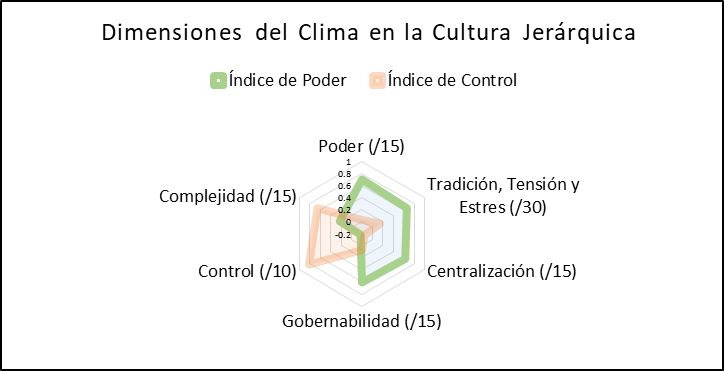 Dimensiones del Clima en la Cultura Jerárquica
Índice de Poder
Índice de Control
Poder (/15)
1
0.8
0.6
0.4
0.2
0
-0.2
Tradición, Tensión y
Estres (/30)
Centralización (/15)
Gobernabilidad (/15)
Control (/10)
Complejidad (/15)